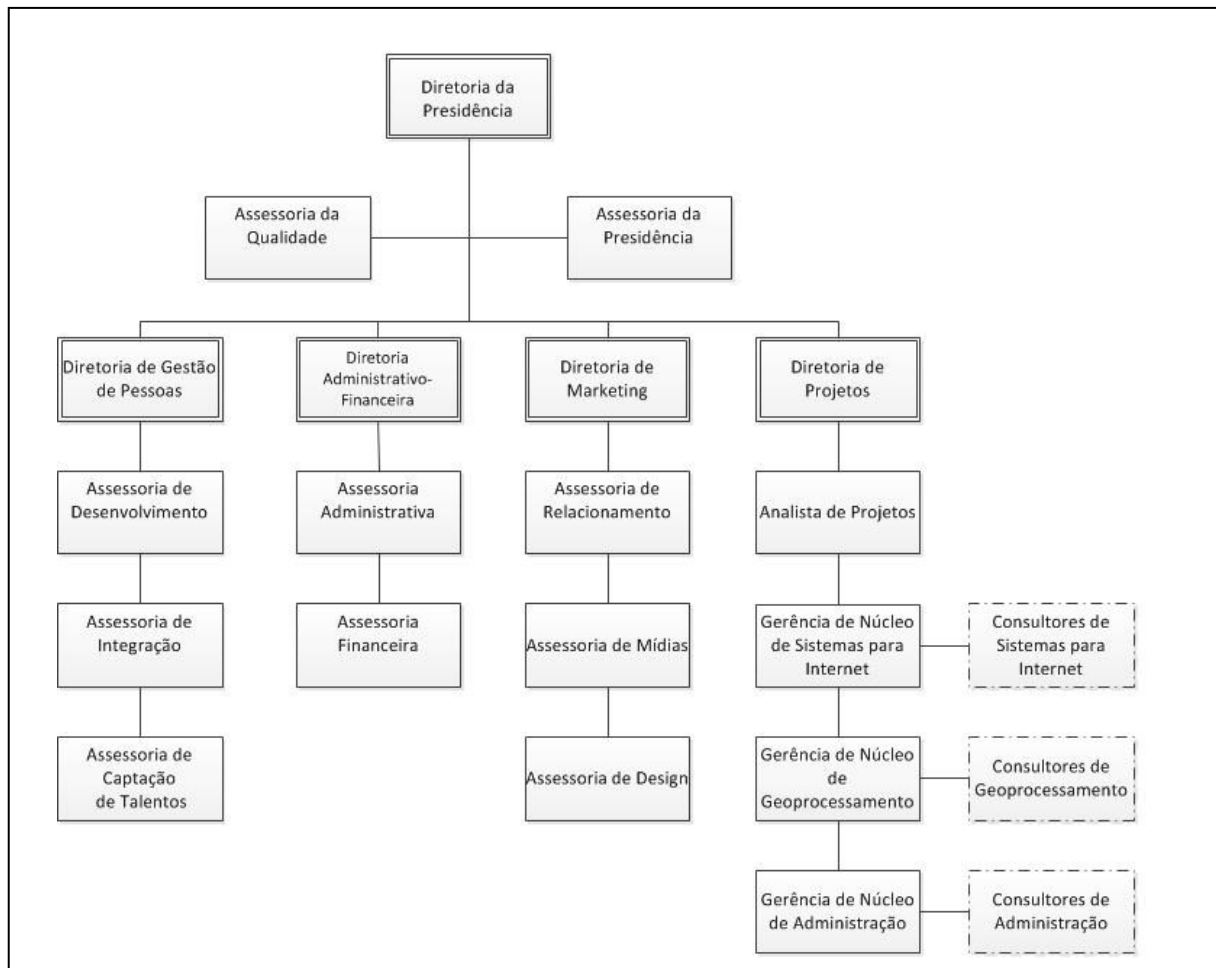 Diretoria da
Presidência
Assessoria da
Qualidade
Assessoria da
Presidência
Diretoria de Gestão
de Pessoas
Diretoria
Administrativo-
Financeira
Diretoria de
Marketing
Diretoria de
Projetos
Assessoria de
Desenvolvimento
Assessoria
Administrativa
Assessoria de
Relacionamento
Analista de Projetos
Assessoria de
Integração
Assessoria
Financeira
Assessoria de Mídias
Gerência de Núcleo
de Sistemas para
Internet
Consultores de
Sistemas para
Internet
Assessoria de
Captação
de Talentos
Assessoria de Design
Gerência de Núcleo
de
Geoprocessamento
Consultores de
Geoprocessamento
Gerência de Núcleo
de Administração
Consultores de
Administração